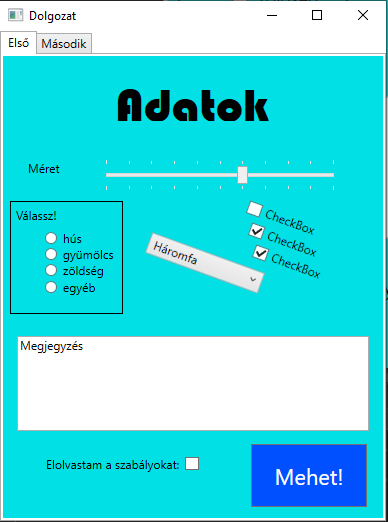 Dolgozat
Első Második
Adatok
Méret
Válassz!
hús
gyümölcs
zöldség
egyéb
Háromfa
CheckBox
CheckBox
CheckBox
Megjegyzés
Elolvastam a szabályokat:
Mehet!